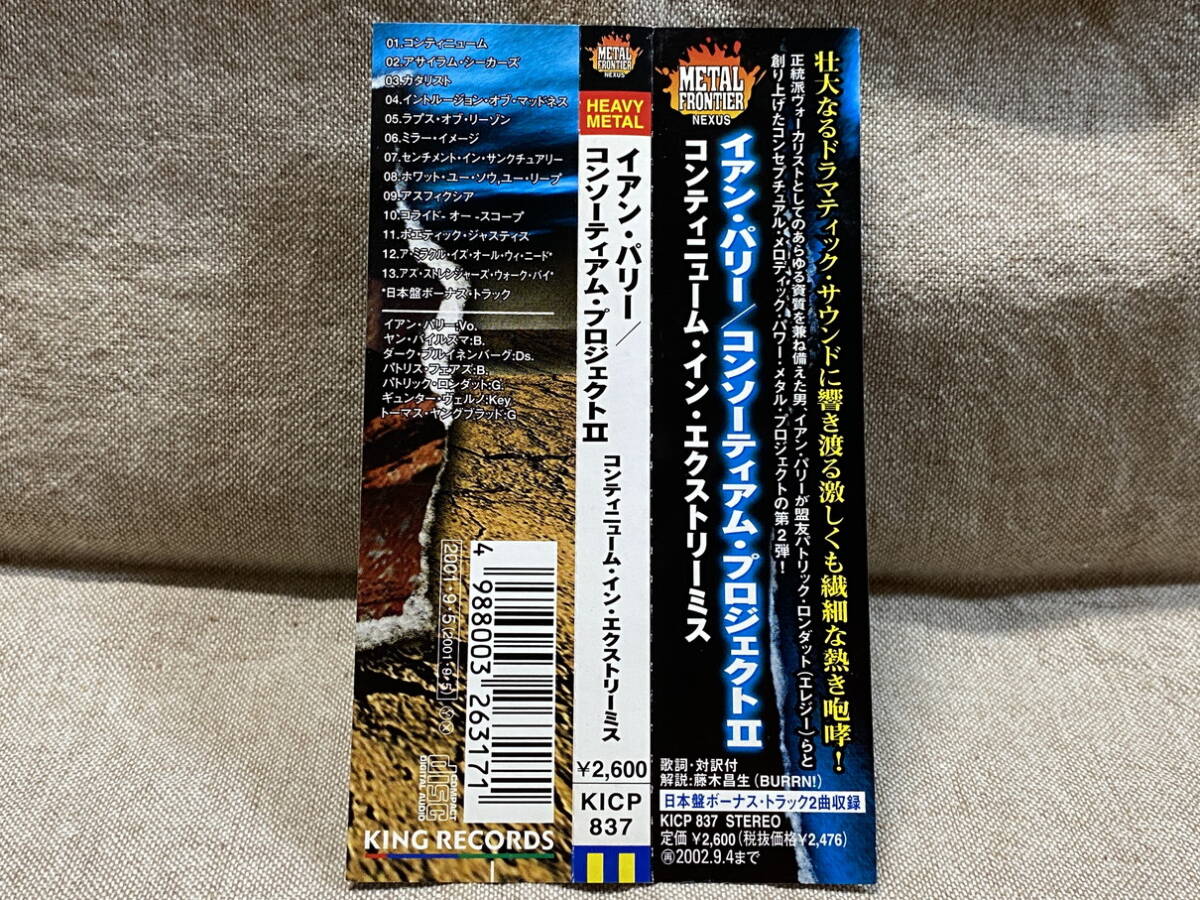 01.コンティニューム
02.アサイラム・シーカーズ
03.カタリスト
04.イントルージョン・オブ・マッドネス
05.ラプス・オブ・リーゾン
06.ミラー・イメージ
07.センチメント・イン・サンクチュアリー
08.ホワット・ユー・ソウ,ユー・リープ
09.アスフィクシア
10.コライド- オー -スコープ
11.ポエティック・ジャスティス
12.ア・ミラクル・イズ・オール・ウィ・ニード*
13.アズ・ストレンジャーズ・ウォーク・バイ*
*日本盤ボーナス・トラック
イアン・パリー:Vo.
ヤン・バイルスマ:B.
ダーク・ブルイネンバーグ:Ds.
パトリス・フェアズ:B.
パトリック・ロンダット:G.
ギュンター・ヴェルノ:Key
トーマス・ヤングブラッド:G
4 988003 263171
2001・9・5(2001・9・5)
COMPACT
DISC
DIGITAL AUDIO
KING RECORDS
METAL
FRONTIER
NEXUS
HEAVY
METAL
イアン・パリー／
コンソーティアム・プロジェクトⅡ
コンティニューム・イン・エクストリーミス
¥2,600
KICP
837
METAL
FRONTIER
NEXUS
壮大なるドラマティック・サウンドに響き渡る激しくも繊細な熱き咆哮！
正統派ヴォーカリストとしてのあらゆる資質を兼ね備えた男、イアン・パリーが盟友パトリック・ロンダット(エレジー)らと
創り上げたコンセプチュアル・メロディック・パワー・メタル・プロジェクトの第2弾！
イアン・パリー／コンソーティアム・プロジェクトⅡ
コンティニューム・イン・エクストリーミス
歌詞・対訳付
解説:藤木昌生(BURRN!)
日本盤ボーナス・トラック2曲収録
KICP 837 STEREO
定価 ¥2,600(税抜価格¥2,476)
再2002.9.4まで